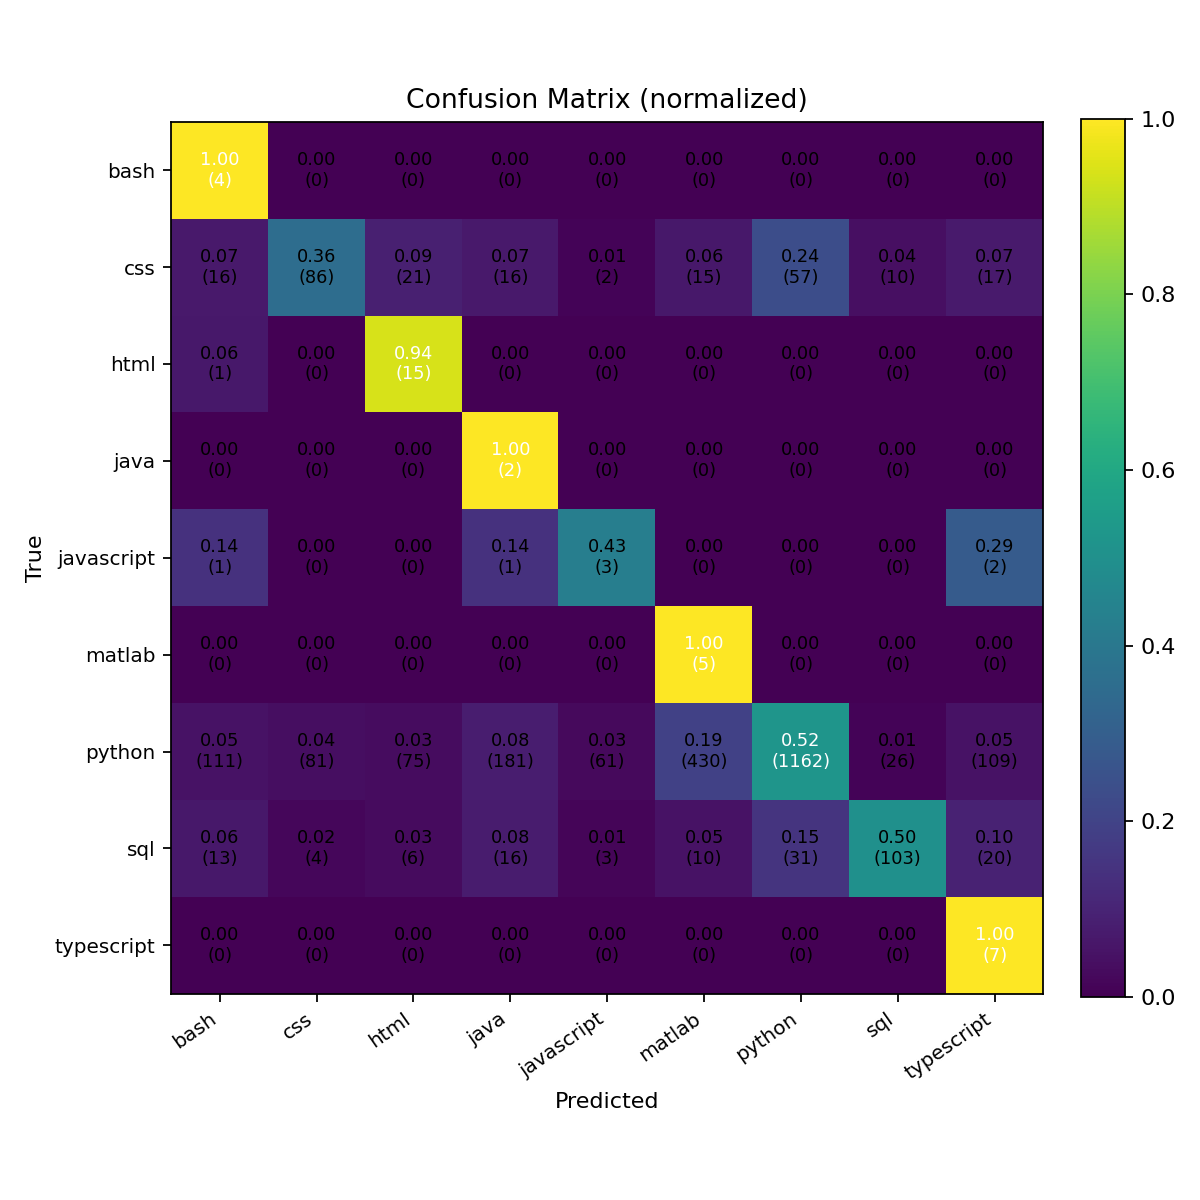 Confusion Matrix (normalized)
True
bash
1.00 0.00 0.00 0.00 0.00 0.00 0.00 0.00 0.00
(4) (0) (0) (0) (0) (0) (0) (0) (0)
css
0.07 0.36 0.09 0.07 0.01 0.06 0.24 0.04 0.07
(16) (86) (21) (16) (2) (15) (57) (10) (17)
html
0.06 0.00 0.94 0.00 0.00 0.00 0.00 0.00 0.00
(1) (0) (15) (0) (0) (0) (0) (0) (0)
java
0.00 0.00 0.00 1.00 0.00 0.00 0.00 0.00 0.00
(0) (0) (0) (2) (0) (0) (0) (0) (0)
javascript
0.14 0.00 0.00 0.14 0.43 0.00 0.00 0.00 0.29
(1) (0) (0) (1) (3) (0) (0) (0) (2)
matlab
0.00 0.00 0.00 0.00 0.00 1.00 0.00 0.00 0.00
(0) (0) (0) (0) (0) (5) (0) (0) (0)
python
0.05 0.04 0.03 0.08 0.03 0.19 0.52 0.01 0.05
(111) (81) (75) (181) (61) (430) (1162) (26) (109)
sql
0.06 0.02 0.03 0.08 0.01 0.05 0.15 0.50 0.10
(13) (4) (6) (16) (3) (10) (31) (103) (20)
typescript
0.00 0.00 0.00 0.00 0.00 0.00 0.00 0.00 1.00
(0) (0) (0) (0) (0) (0) (0) (0) (7)
bash css html java javascript matlab python sql typescript
Predicted
1.0
0.8
0.6
0.4
0.2
0.0